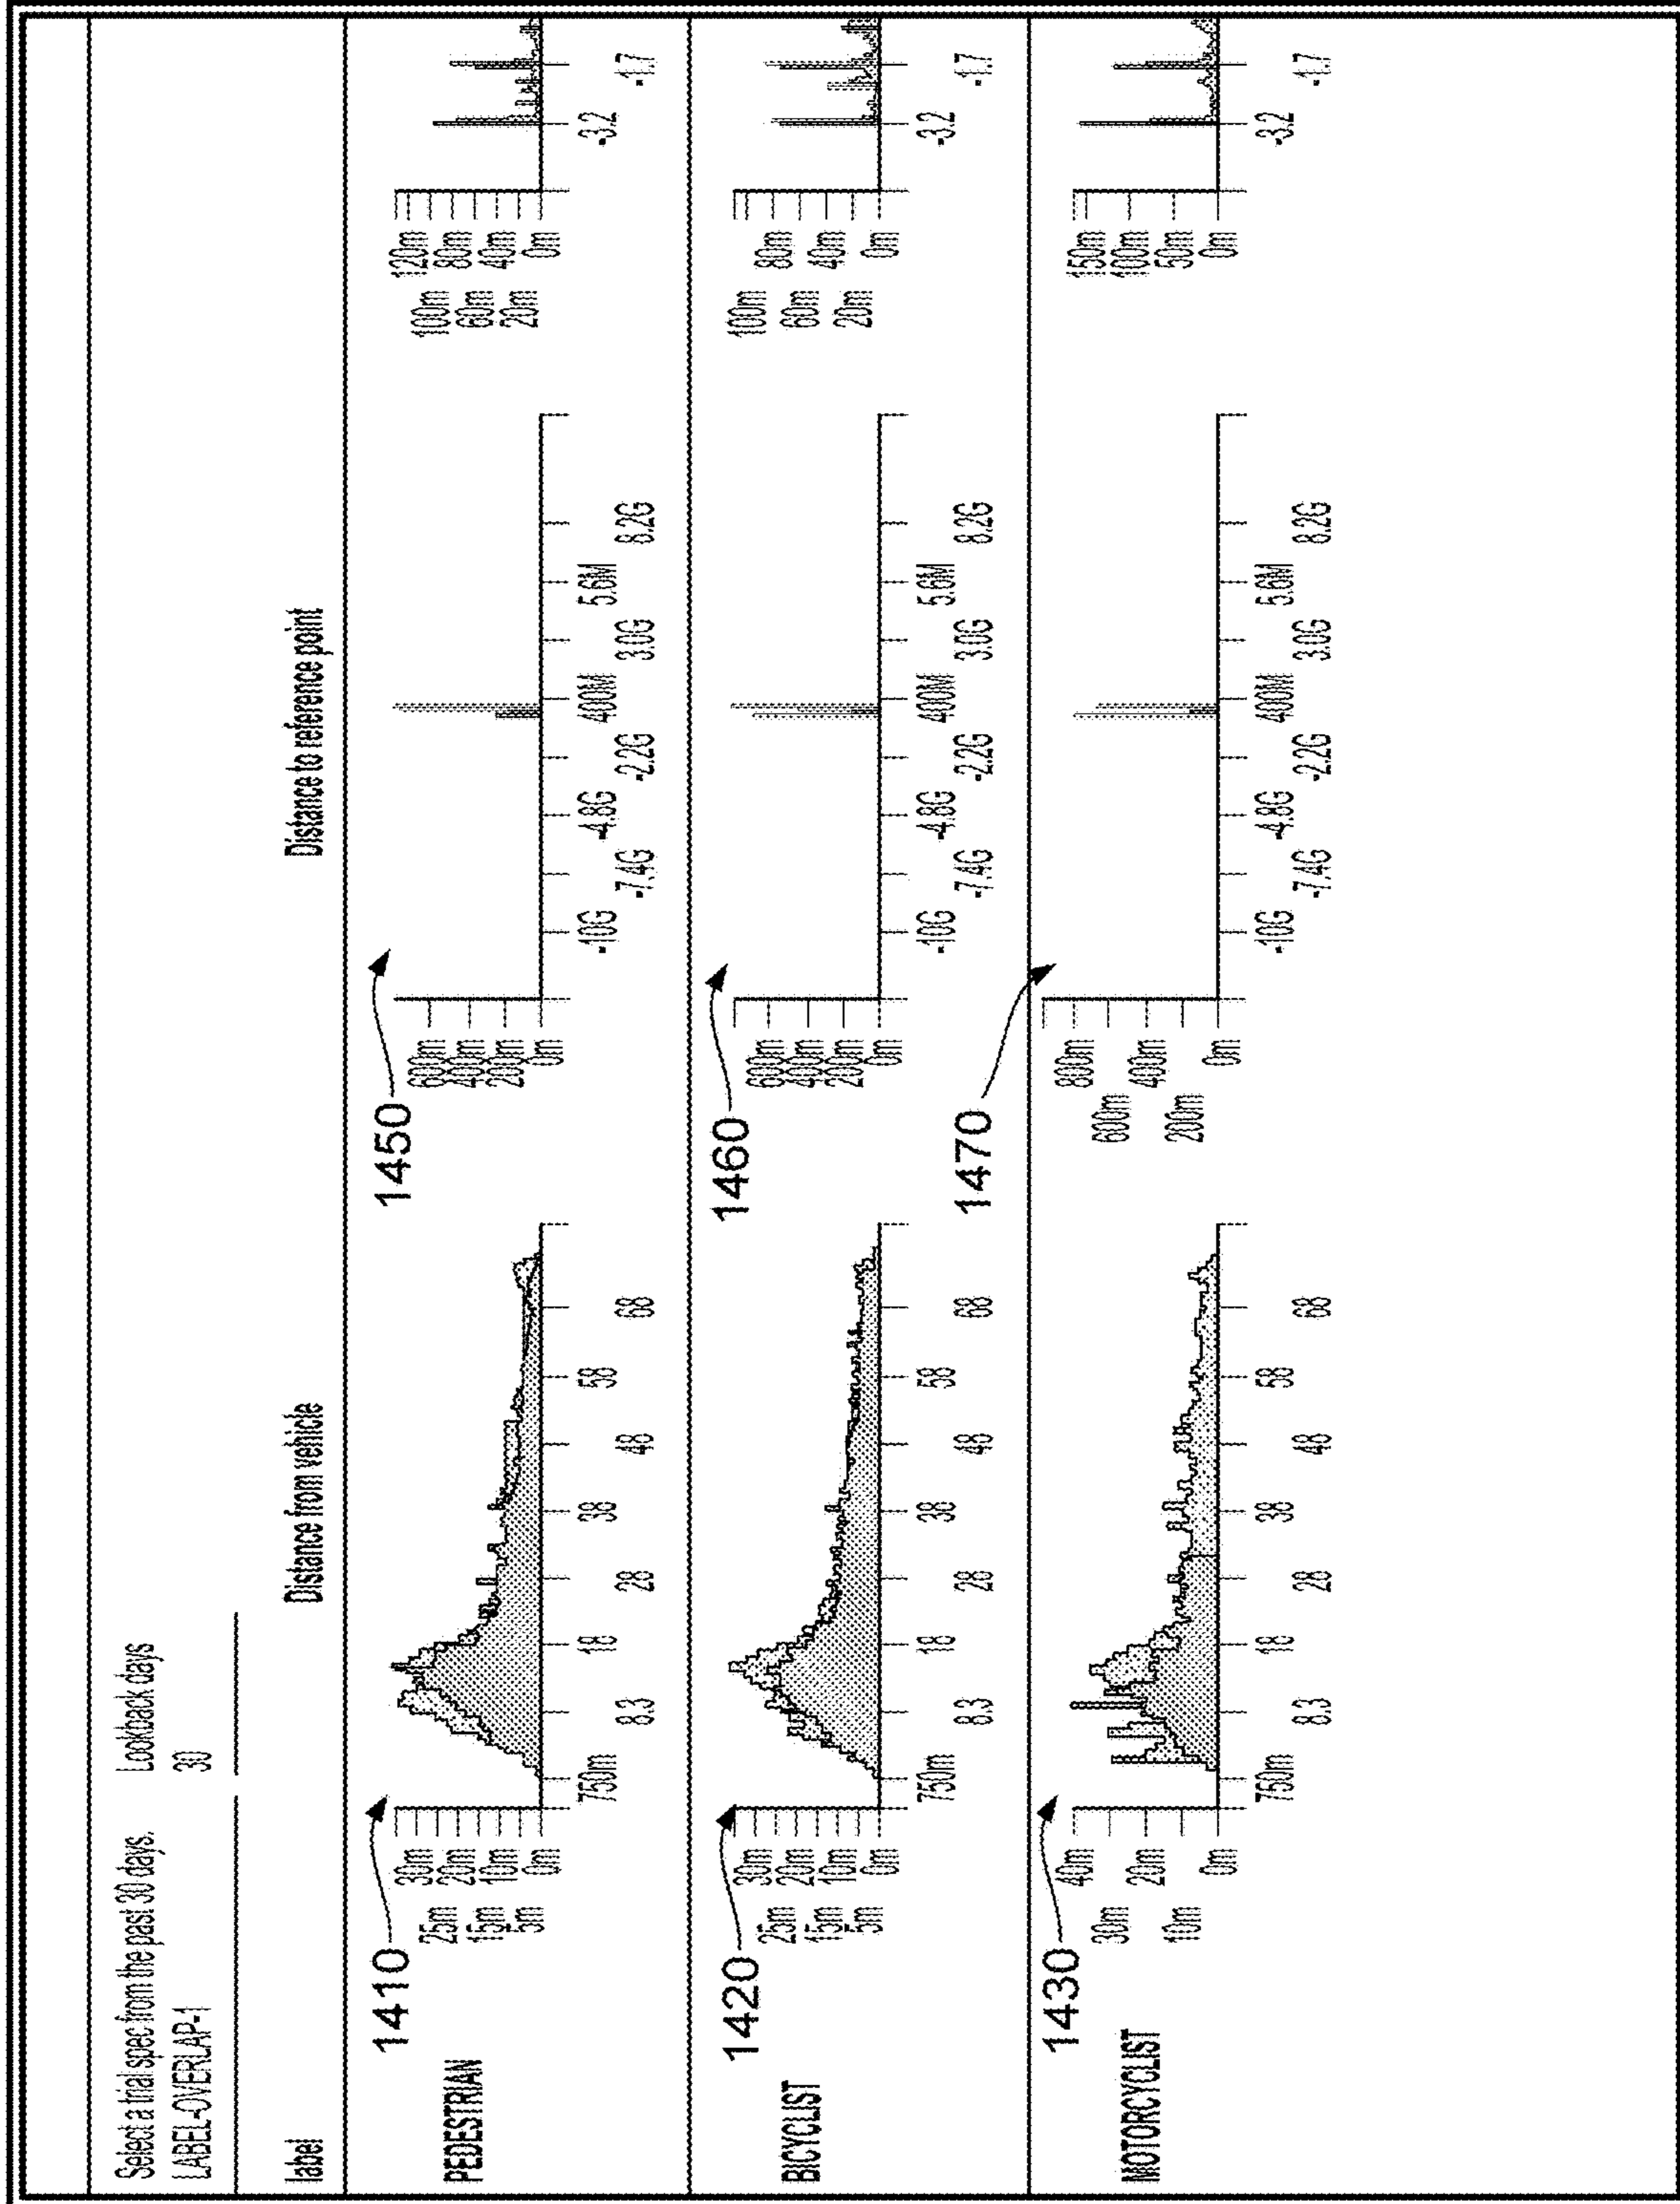 Select a trial spec from the past 30 days. Lookback days
LABEL-OVERLAP-1 30
label Distance from vehicle Distance to reference point
1410 1450
PEDESTRIAN
30m 25m 20m 15m 10m 5m 0m
750m 8.3 18 28 38 48 58 68
600m 400m 200m 0m
-10G -7.4G -4.8G -2.2G 400M 3.0G 5.6M 8.2G
120m 100m 80m 60m 40m 20m 0m
-3.2 -1.7
1420 1460
BICYCLIST
30m 25m 20m 15m 10m 5m 0m
750m 8.3 18 28 38 48 58 68
600m 400m 200m 0m
-10G -7.4G -4.8G -2.2G 400M 3.0G 5.6M 8.2G
100m 80m 60m 40m 20m 0m
-3.2 -1.7
1430 1470
MOTORCYCLIST
40m 30m 20m 10m 0m
750m 8.3 18 28 38 48 58 68
800m 600m 400m 200m 0m
-10G -7.4G -4.8G -2.2G 400M 3.0G 5.6M 8.2G
150m 100m 50m 0m
-3.2 -1.7